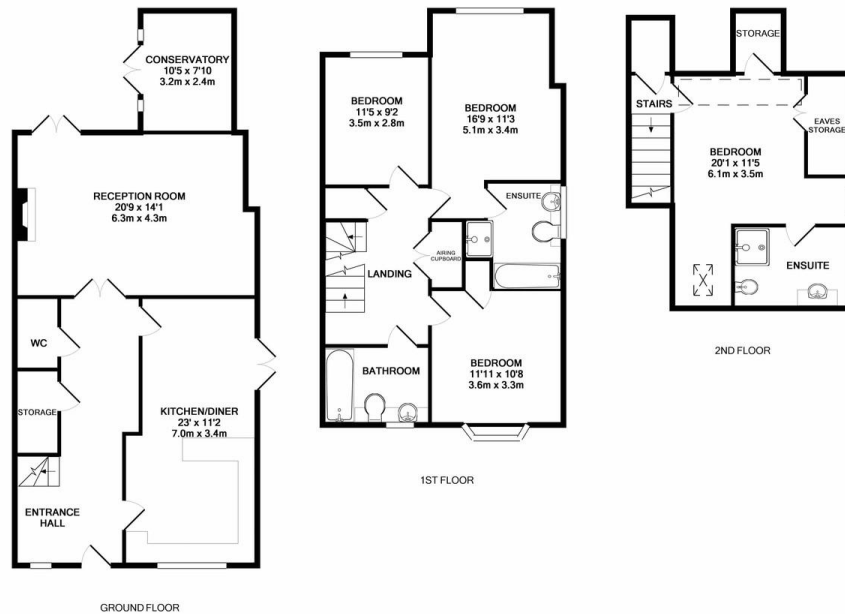 CONSERVATORY
10'5 x 7'10
3.2m x 2.4m
RECEPTION ROOM
20'9 x 14'1
6.3m x 4.3m
WC
STORAGE
KITCHEN/DINER
23' x 11'2
7.0m x 3.4m
ENTRANCE
HALL
GROUND FLOOR
BEDROOM
11'5 x 9'2
3.5m x 2.8m
BEDROOM
16'9 x 11'3
5.1m x 3.4m
ENSUITE
AIRING
CUPBOARD
LANDING
BATHROOM
BEDROOM
11'11 x 10'8
3.6m x 3.3m
1ST FLOOR
STORAGE
STAIRS
EAVES
STORAGE
BEDROOM
20'1 x 11'5
6.1m x 3.5m
ENSUITE
2ND FLOOR